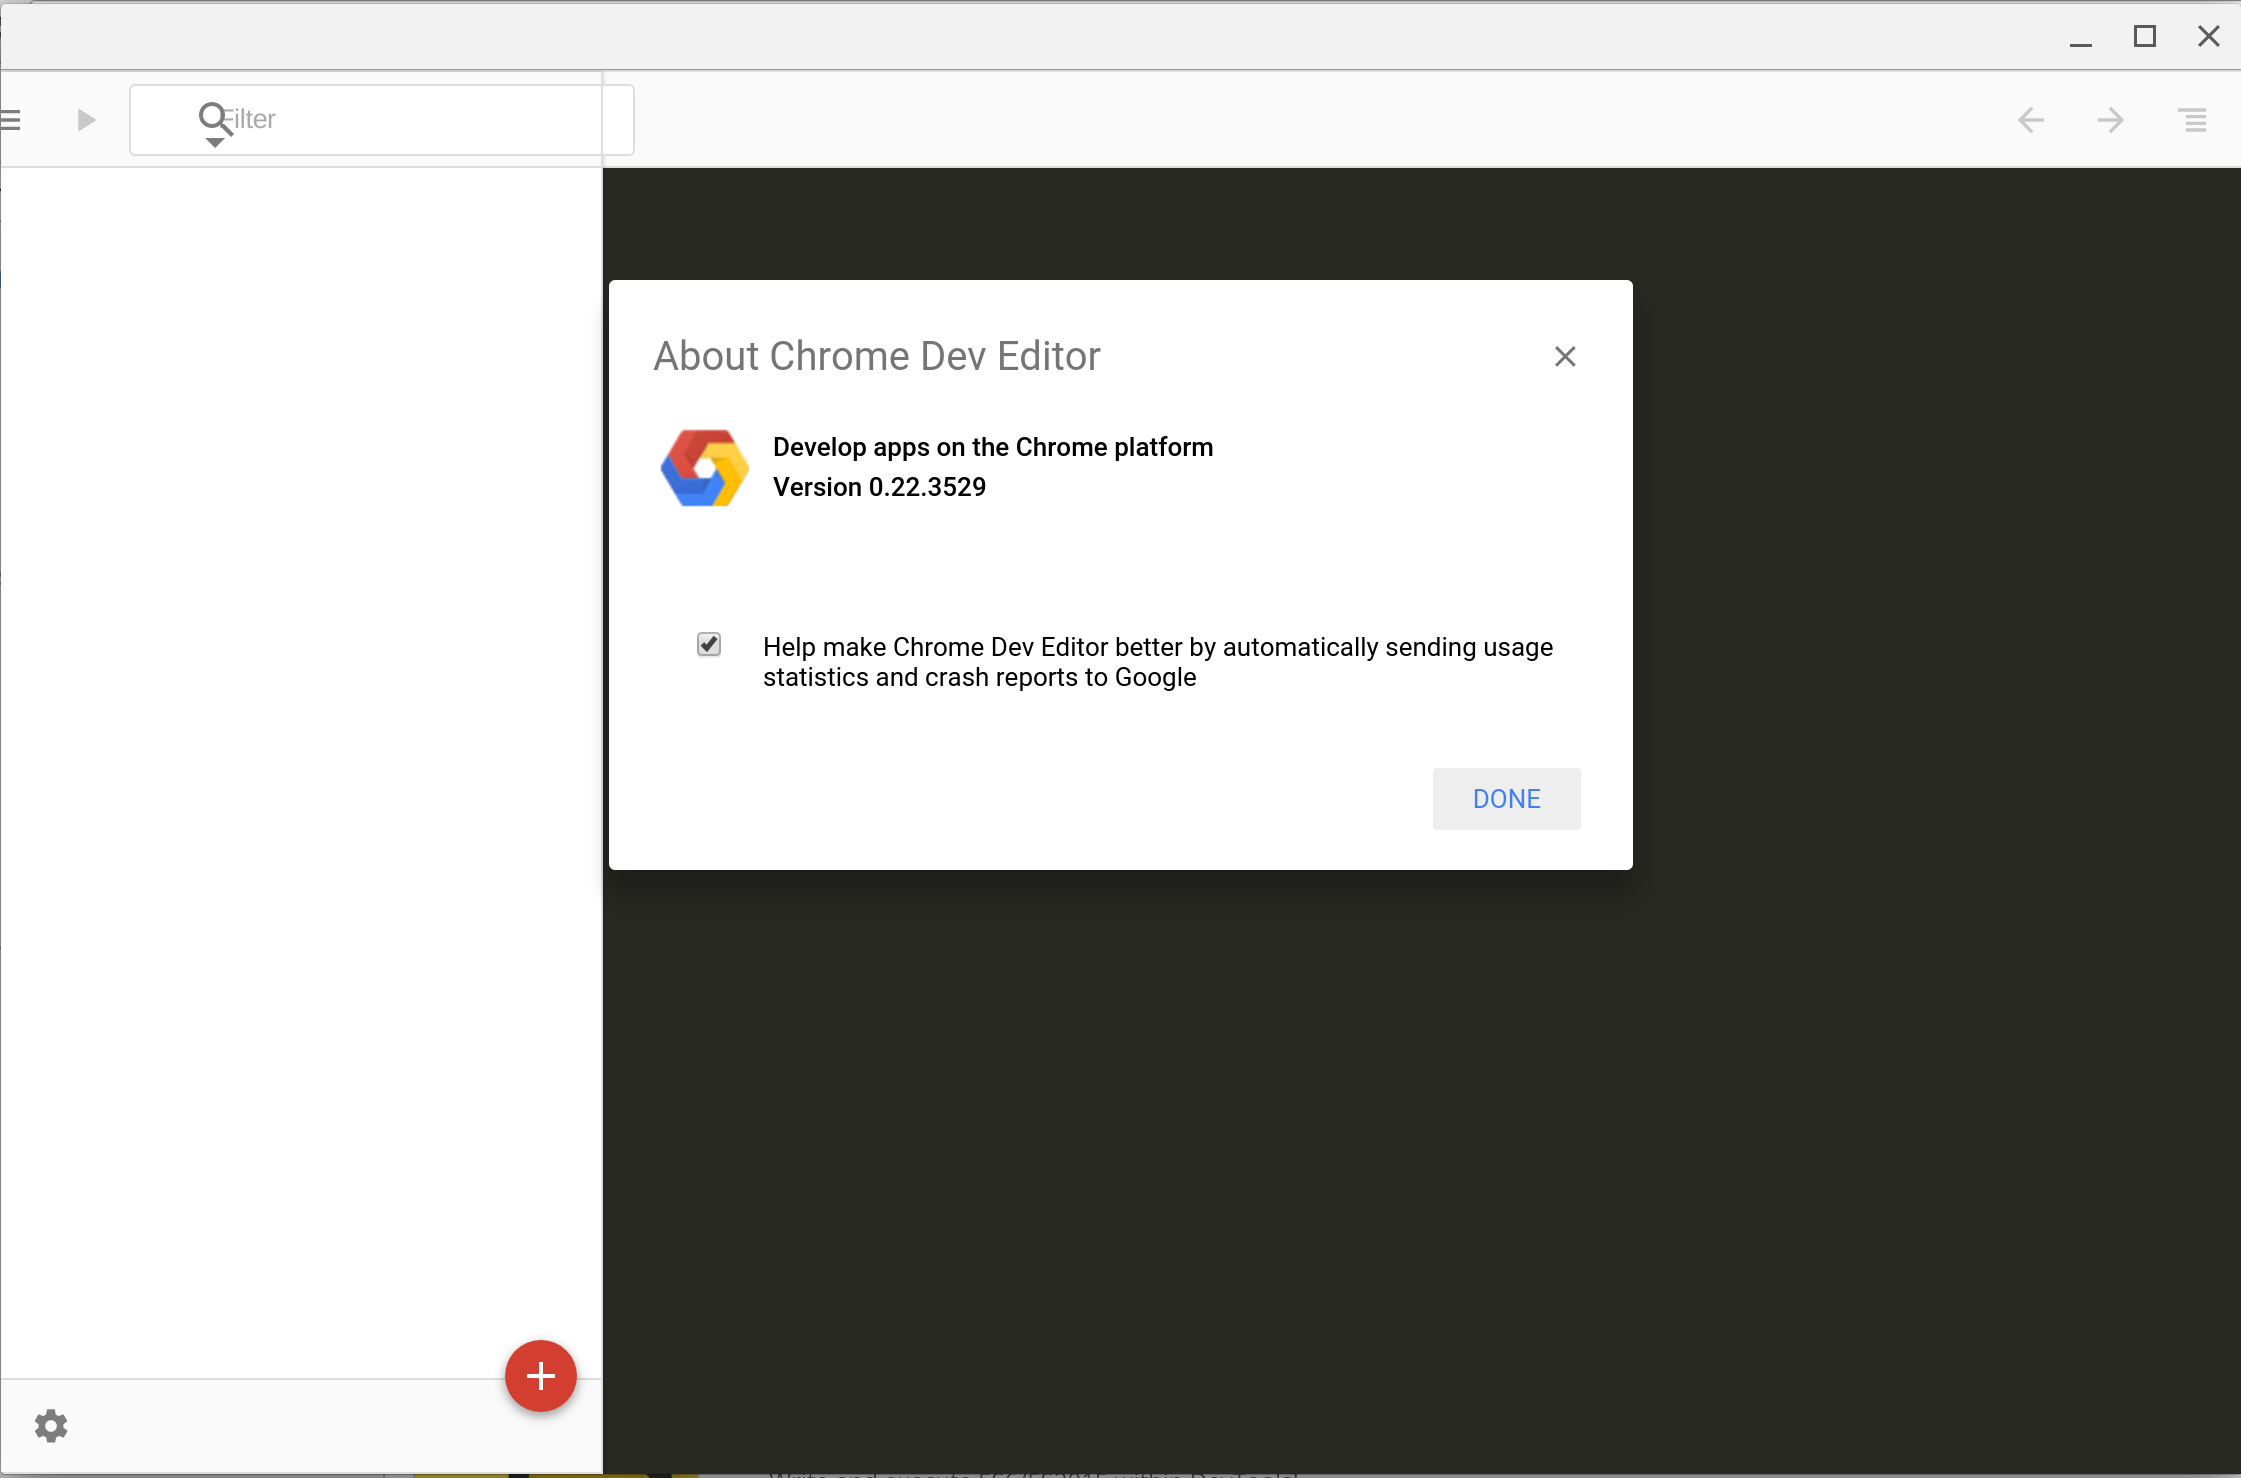 Filter
About Chrome Dev Editor
Develop apps on the Chrome platform
Version 0.22.3529
Help make Chrome Dev Editor better by automatically sending usage
statistics and crash reports to Google
DONE